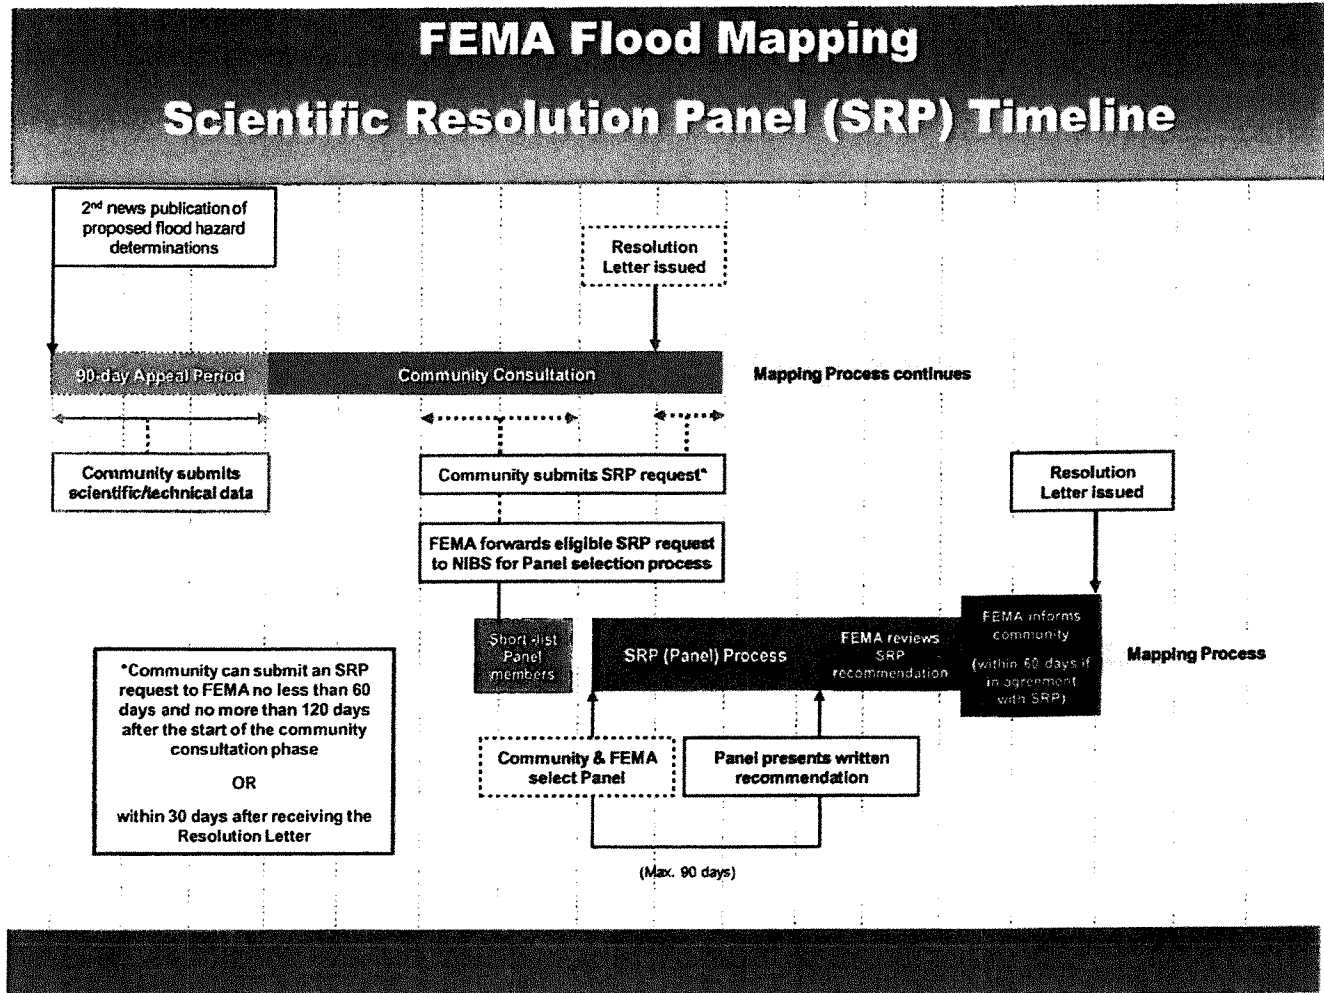 FEMA Flood Mapping
Scientific Resolution Panel (SRP) Timeline
2nd news publication of
proposed flood hazard
determinations
Resolution
Letter issued
90-day Appeal Period
Community Consultation
Mapping Process continues
Community submits
scientific/technical data
Community submits SRP request*
Resolution
Letter issued
FEMA forwards eligible SRP request
to NIBS for Panel selection process
Short-list
Panel
members
SRP (Panel) Process
FEMA reviews
SRP
recommendation
FEMA informs
community
(within 60 days if
in agreement
with SRP)
Mapping Process
*Community can submit an SRP
request to FEMA no less than 60
days and no more than 120 days
after the start of the community
consultation phase
OR
within 30 days after receiving the
Resolution Letter
Community & FEMA
select Panel
Panel presents written
recommendation
(Max. 90 days)